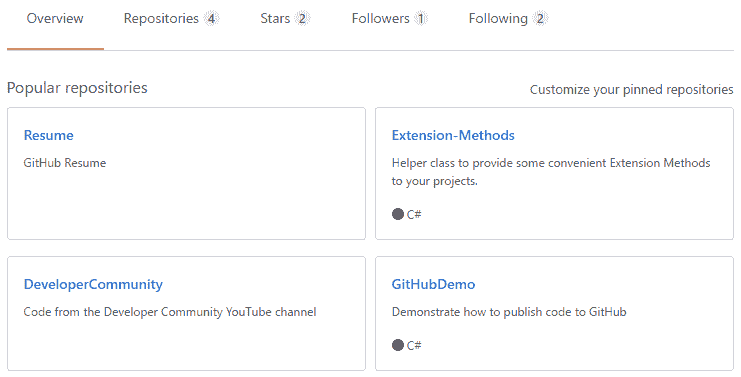 Overview Repositories 4 Stars 2 Followers 1 Following 2
Popular repositories Customize your pinned repositories
Resume
GitHub Resume
Extension-Methods
Helper class to provide some convenient Extension Methods
to your projects.
C#
DeveloperCommunity
Code from the Developer Community YouTube channel
GitHubDemo
Demonstrate how to publish code to GitHub
C#